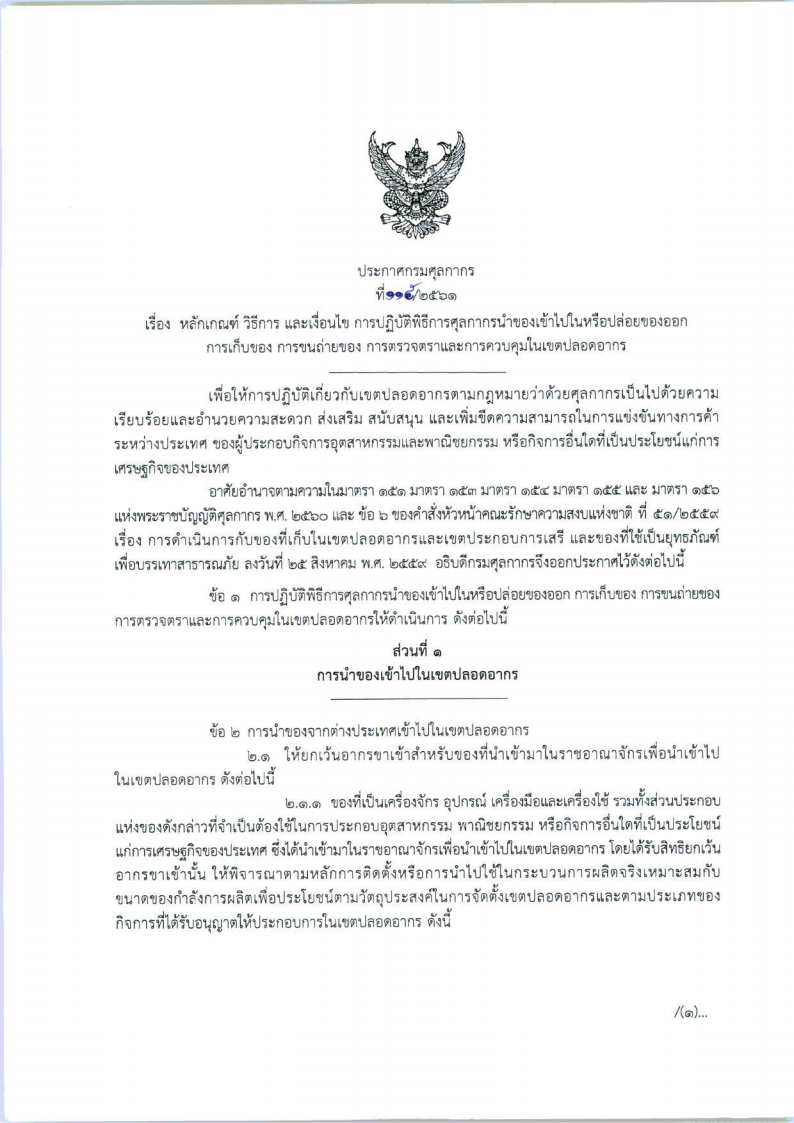 ประกาศกรมศุลกากร
ที่ ๑๑๕/๒๕๖๑
เรื่อง หลักเกณฑ์ วิธีการ และเงื่อนไข การปฏิบัติพิธีการศุลกากรนำของเข้าไปในหรือปล่อยของออก
การเก็บของ การขนถ่ายของ การตรวจตราและการควบคุมในเขตปลอดอากร
เพื่อให้การปฏิบัติเกี่ยวกับเขตปลอดอากรตามกฎหมายว่าด้วยศุลกากรเป็นไปด้วยความ
เรียบร้อยและอำนวยความสะดวก ส่งเสริม สนับสนุน และเพิ่มขีดความสามารถในการแข่งขันทางการค้า
ระหว่างประเทศ ของผู้ประกอบกิจการอุตสาหกรรมและพาณิชยกรรม หรือกิจการอื่นใดที่เป็นประโยชน์แก่การ
เศรษฐกิจของประเทศ
อาศัยอำนาจตามความในมาตรา ๑๕๑ มาตรา ๑๕๓ มาตรา ๑๕๔ มาตรา ๑๕๕ และ มาตรา ๑๕๖
แห่งพระราชบัญญัติศุลกากร พ.ศ. ๒๕๖๐ และ ข้อ ๖ ของคำสั่งหัวหน้าคณะรักษาความสงบแห่งชาติ ที่ ๕๑/๒๕๕๙
เรื่อง การดำเนินการกับของที่เก็บในเขตปลอดอากรและเขตประกอบการเสรี และของที่ใช้เป็นยุทธภัณฑ์
เพื่อบรรเทาสาธารณภัย ลงวันที่ ๒๕ สิงหาคม พ.ศ. ๒๕๕๙ อธิบดีกรมศุลกากรจึงออกประกาศไว้ดังต่อไปนี้
ข้อ ๑ การปฏิบัติพิธีการศุลกากรนำของเข้าไปในหรือปล่อยของออก การเก็บของ การขนถ่ายของ
การตรวจตราและการควบคุมในเขตปลอดอากรให้ดำเนินการ ดังต่อไปนี้
ส่วนที่ ๑
การนำของเข้าไปในเขตปลอดอากร
ข้อ ๒ การนำของจากต่างประเทศเข้าไปในเขตปลอดอากร
๒.๑ ให้ยกเว้นอากรขาเข้าสำหรับของที่นำเข้ามาในราชอาณาจักรเพื่อนำเข้าไป
ในเขตปลอดอากร ดังต่อไปนี้
๒.๑.๑ ของที่เป็นเครื่องจักร อุปกรณ์ เครื่องมือและเครื่องใช้ รวมทั้งส่วนประกอบ
แห่งของดังกล่าวที่จำเป็นต้องใช้ในการประกอบอุตสาหกรรม พาณิชยกรรม หรือกิจการอื่นใดที่เป็นประโยชน์
แก่การเศรษฐกิจของประเทศ ซึ่งได้นำเข้ามาในราชอาณาจักรเพื่อนำเข้าไปในเขตปลอดอากร โดยได้รับสิทธิยกเว้น
อากรขาเข้านั้น ให้พิจารณาตามหลักการติดตั้งหรือการนำไปใช้ในกระบวนการผลิตจริงเหมาะสมกับ
ขนาดของกำลังการผลิตเพื่อประโยชน์ตามวัตถุประสงค์ในการจัดตั้งเขตปลอดอากรและตามประเภทของ
กิจการที่ได้รับอนุญาตให้ประกอบการในเขตปลอดอากร ดังนี้
/(๑)...